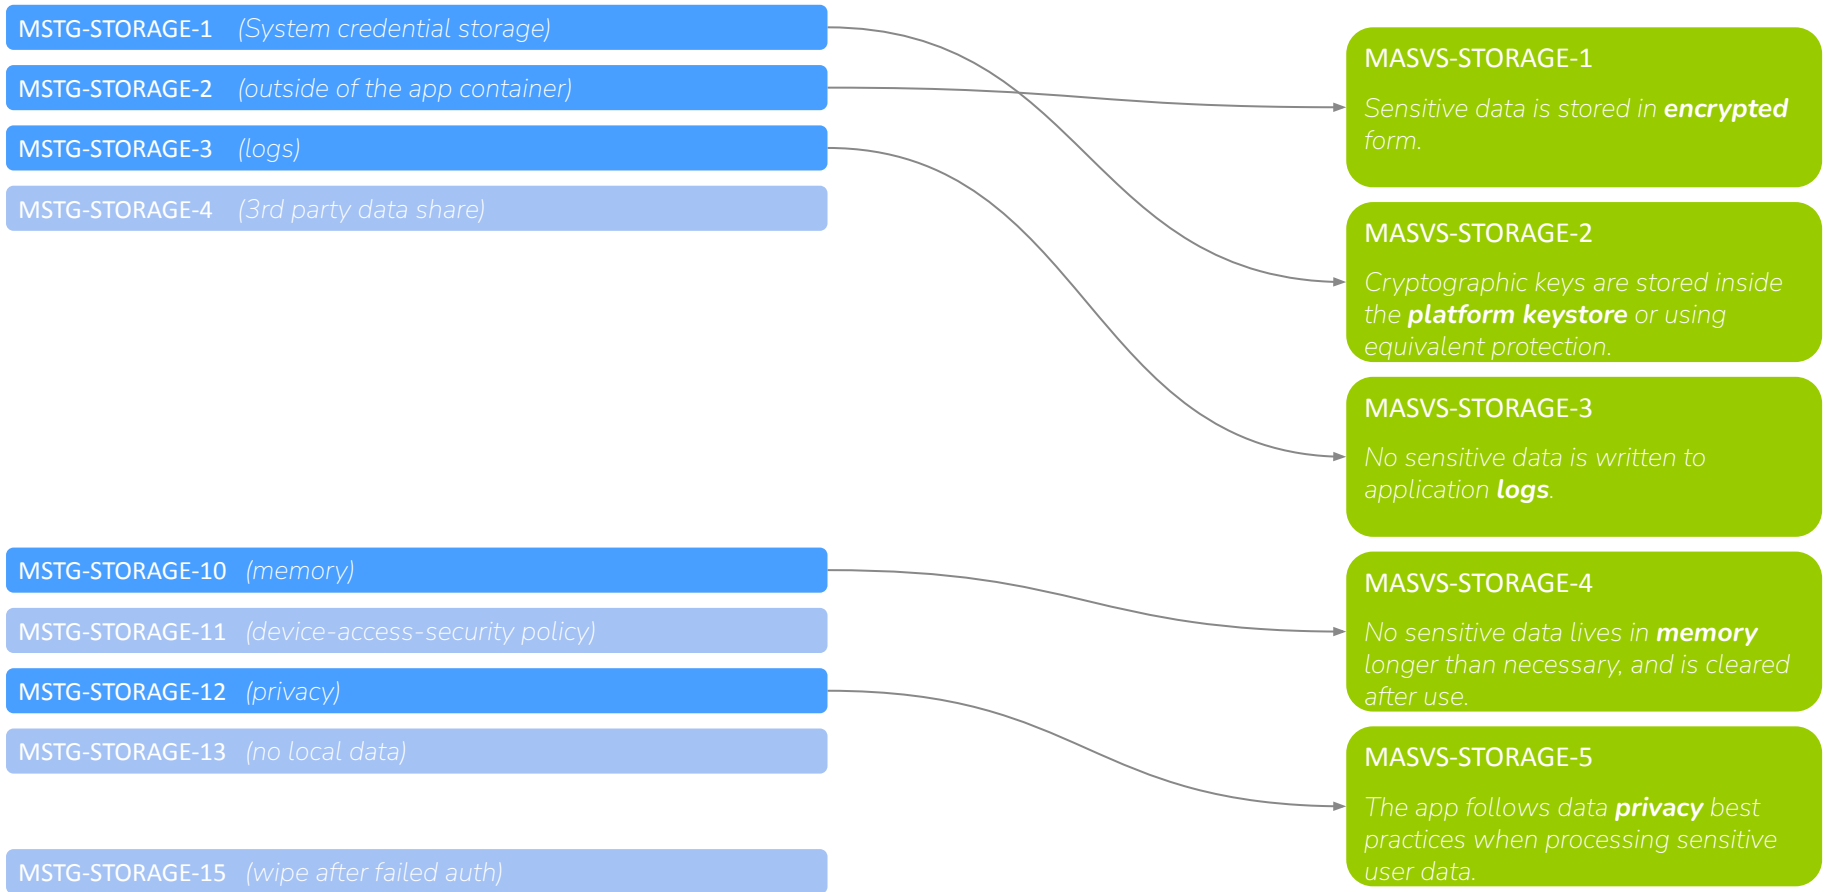 MSTG-STORAGE-1 (System credential storage)
MSTG-STORAGE-2 (outside of the app container)
MSTG-STORAGE-3 (logs)
MSTG-STORAGE-4 (3rd party data share)
MSTG-STORAGE-10 (memory)
MSTG-STORAGE-11 (device-access-security policy)
MSTG-STORAGE-12 (privacy)
MSTG-STORAGE-13 (no local data)
MSTG-STORAGE-15 (wipe after failed auth)
MASVS-STORAGE-1
Sensitive data is stored in encrypted
form.
MASVS-STORAGE-2
Cryptographic keys are stored inside
the platform keystore or using
equivalent protection.
MASVS-STORAGE-3
No sensitive data is written to
application logs.
MASVS-STORAGE-4
No sensitive data lives in memory
longer than necessary, and is cleared
after use.
MASVS-STORAGE-5
The app follows data privacy best
practices when processing sensitive
user data.